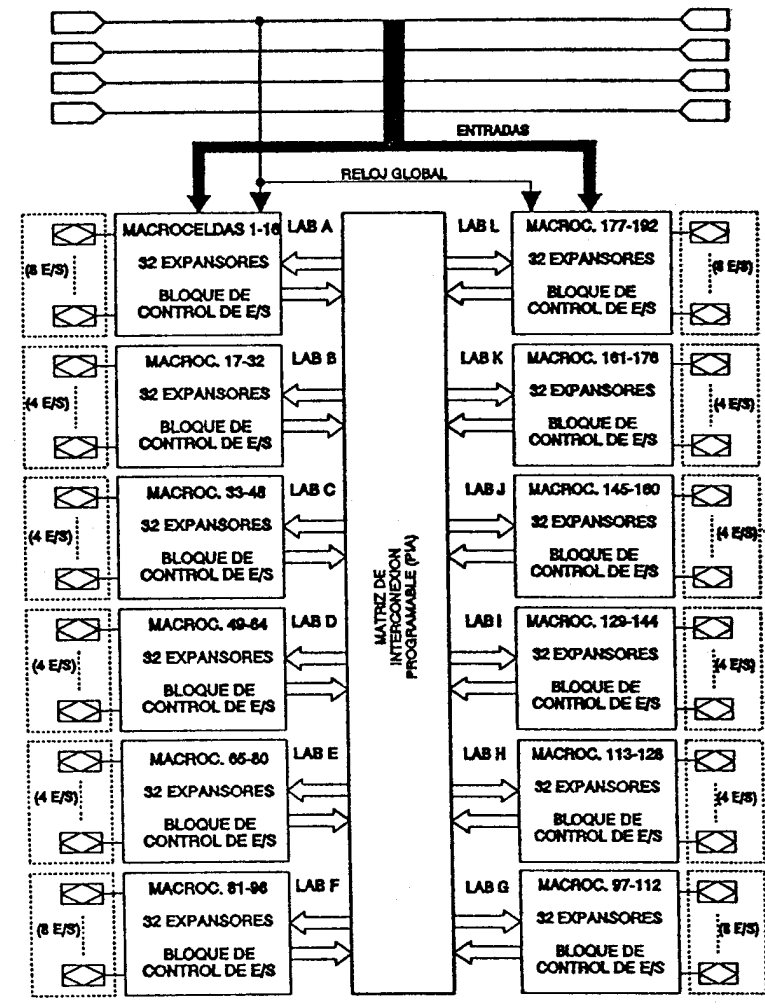 ENTRADAS
RELOJ GLOBAL
MACROCELDAS 1-16
LAB A
(8 E/S)
32 EXPANSORES
BLOQUE DE
CONTROL DE E/S
LAB L
MACROC. 177-192
32 EXPANSORES
(8 E/S)
BLOQUE DE
CONTROL DE E/S
MACROC. 17-32
LAB B
(4 E/S)
32 EXPANSORES
BLOQUE DE
CONTROL DE E/S
LAB K
MACROC. 161-176
32 EXPANSORES
(4 E/S)
BLOQUE DE
CONTROL DE E/S
MACROC. 33-48
LAB C
(4 E/S)
32 EXPANSORES
BLOQUE DE
CONTROL DE E/S
LAB J
MACROC. 145-160
32 EXPANSORES
(4 E/S)
BLOQUE DE
CONTROL DE E/S
MATRIZ DE
INTERCONEXION
PROGRAMABLE (PIA)
MACROC. 49-64
LAB D
(4 E/S)
32 EXPANSORES
BLOQUE DE
CONTROL DE E/S
LAB I
MACROC. 129-144
32 EXPANSORES
(4 E/S)
BLOQUE DE
CONTROL DE E/S
MACROC. 65-80
LAB E
(4 E/S)
32 EXPANSORES
BLOQUE DE
CONTROL DE E/S
LAB H
MACROC. 113-128
32 EXPANSORES
(4 E/S)
BLOQUE DE
CONTROL DE E/S
MACROC. 81-96
LAB F
(8 E/S)
32 EXPANSORES
BLOQUE DE
CONTROL DE E/S
LAB G
MACROC. 97-112
32 EXPANSORES
(8 E/S)
BLOQUE DE
CONTROL DE E/S